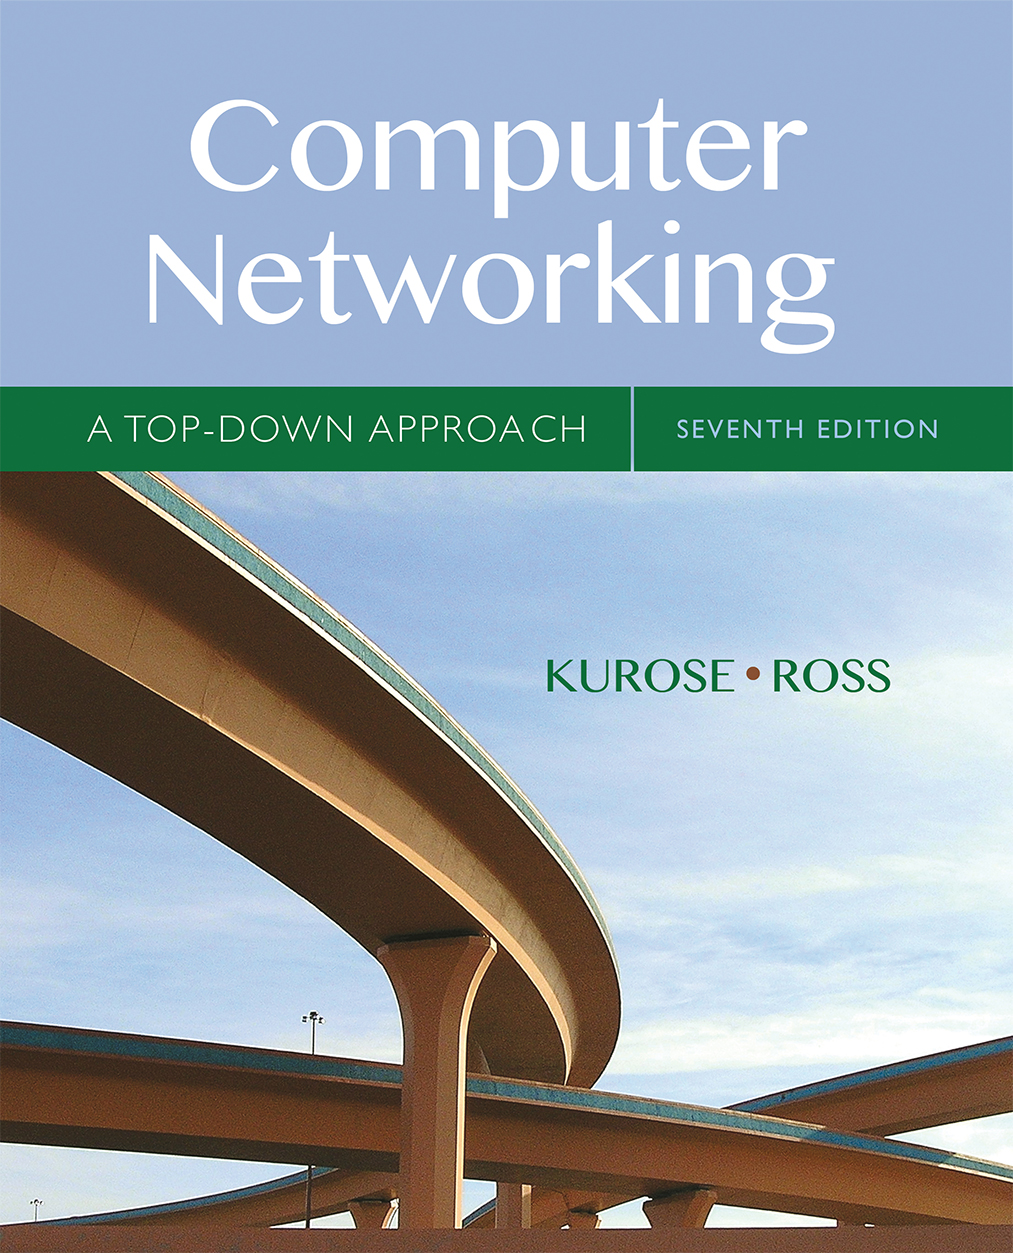 Computer
Networking
A TOP-DOWN APPROACH
SEVENTH EDITION
KUROSE • ROSS